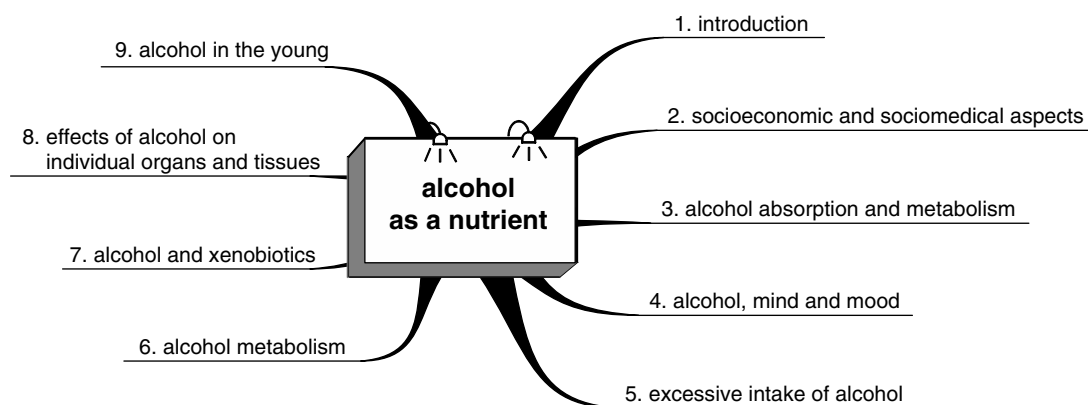 alcohol
as a nutrient
1. introduction
2. socioeconomic and sociomedical aspects
3. alcohol absorption and metabolism
4. alcohol, mind and mood
5. excessive intake of alcohol
6. alcohol metabolism
7. alcohol and xenobiotics
8. effects of alcohol on
individual organs and tissues
9. alcohol in the young